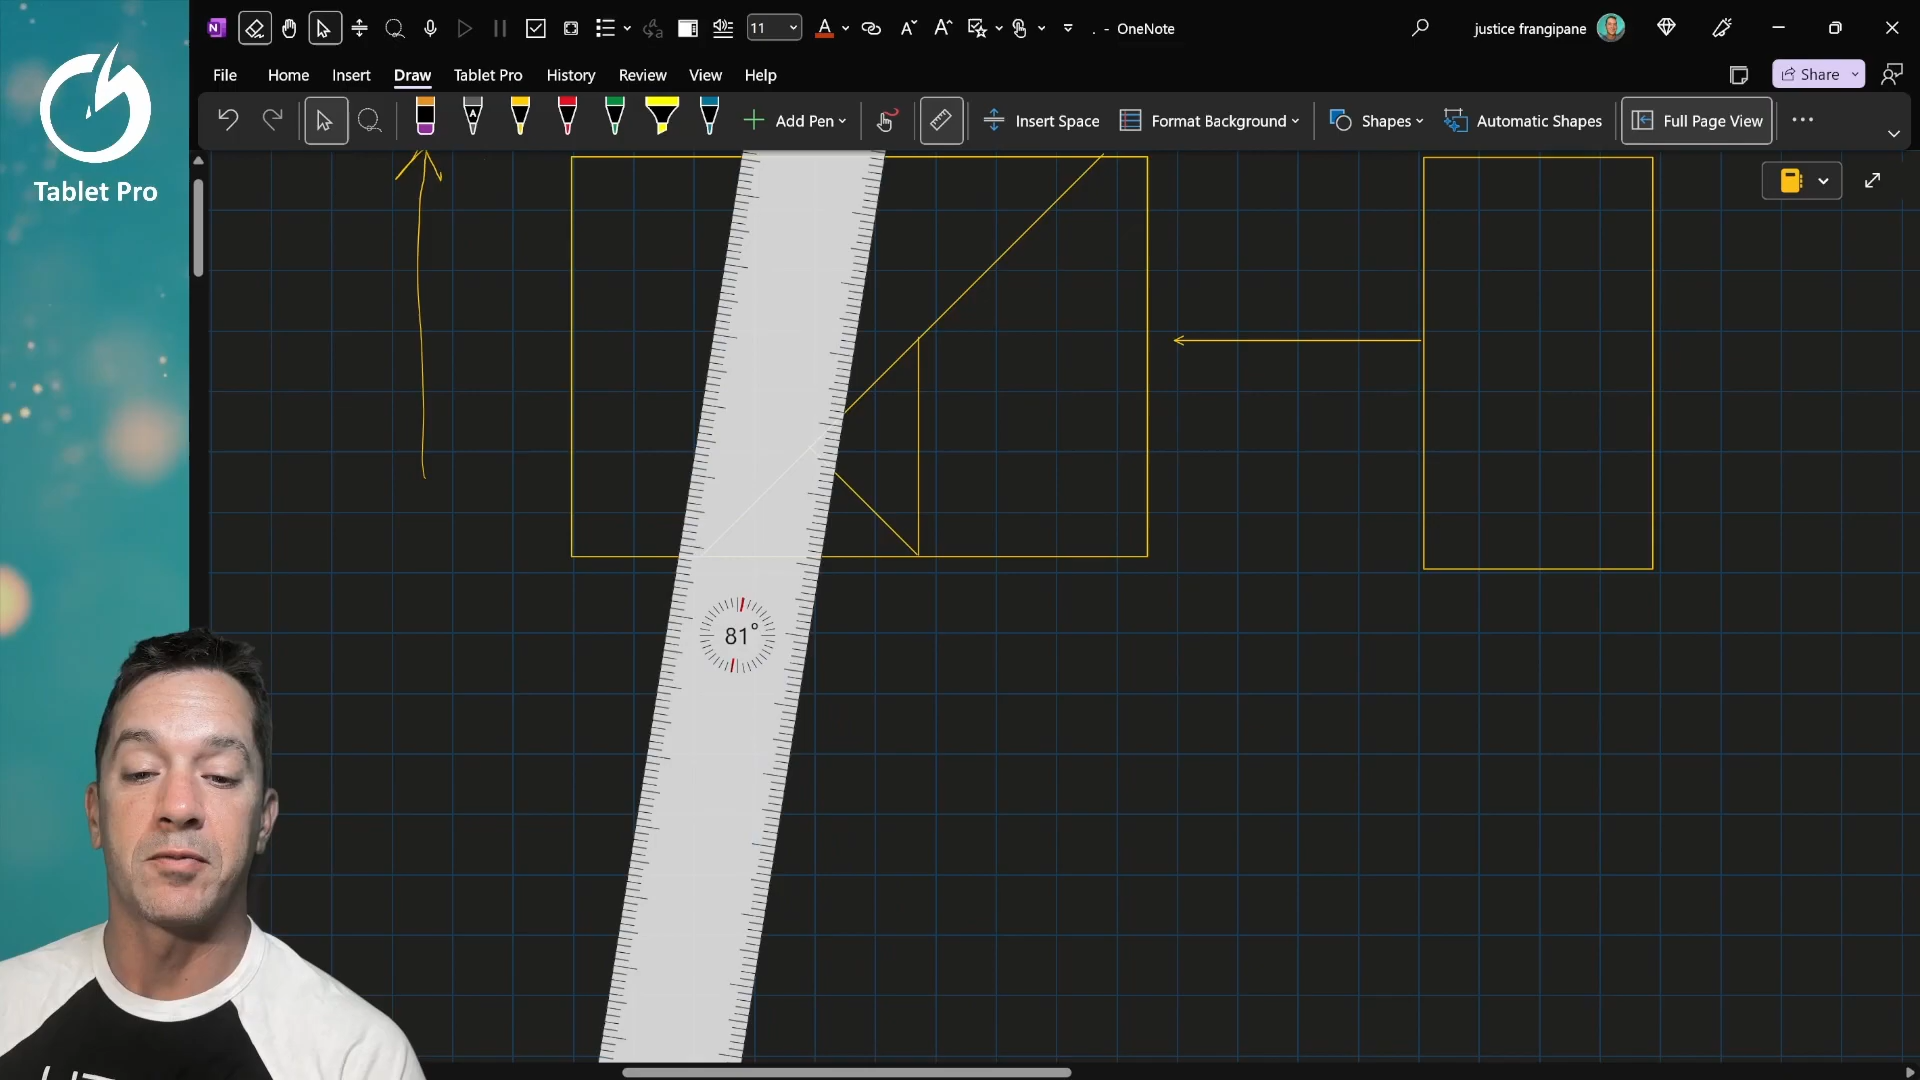 Tablet Pro
11
. - OneNote
justice frangipane
File
Home
Insert
Draw
Tablet Pro
History
Review
View
Help
Share
Add Pen
Insert Space
Format Background
Shapes
Automatic Shapes
Full Page View
81°